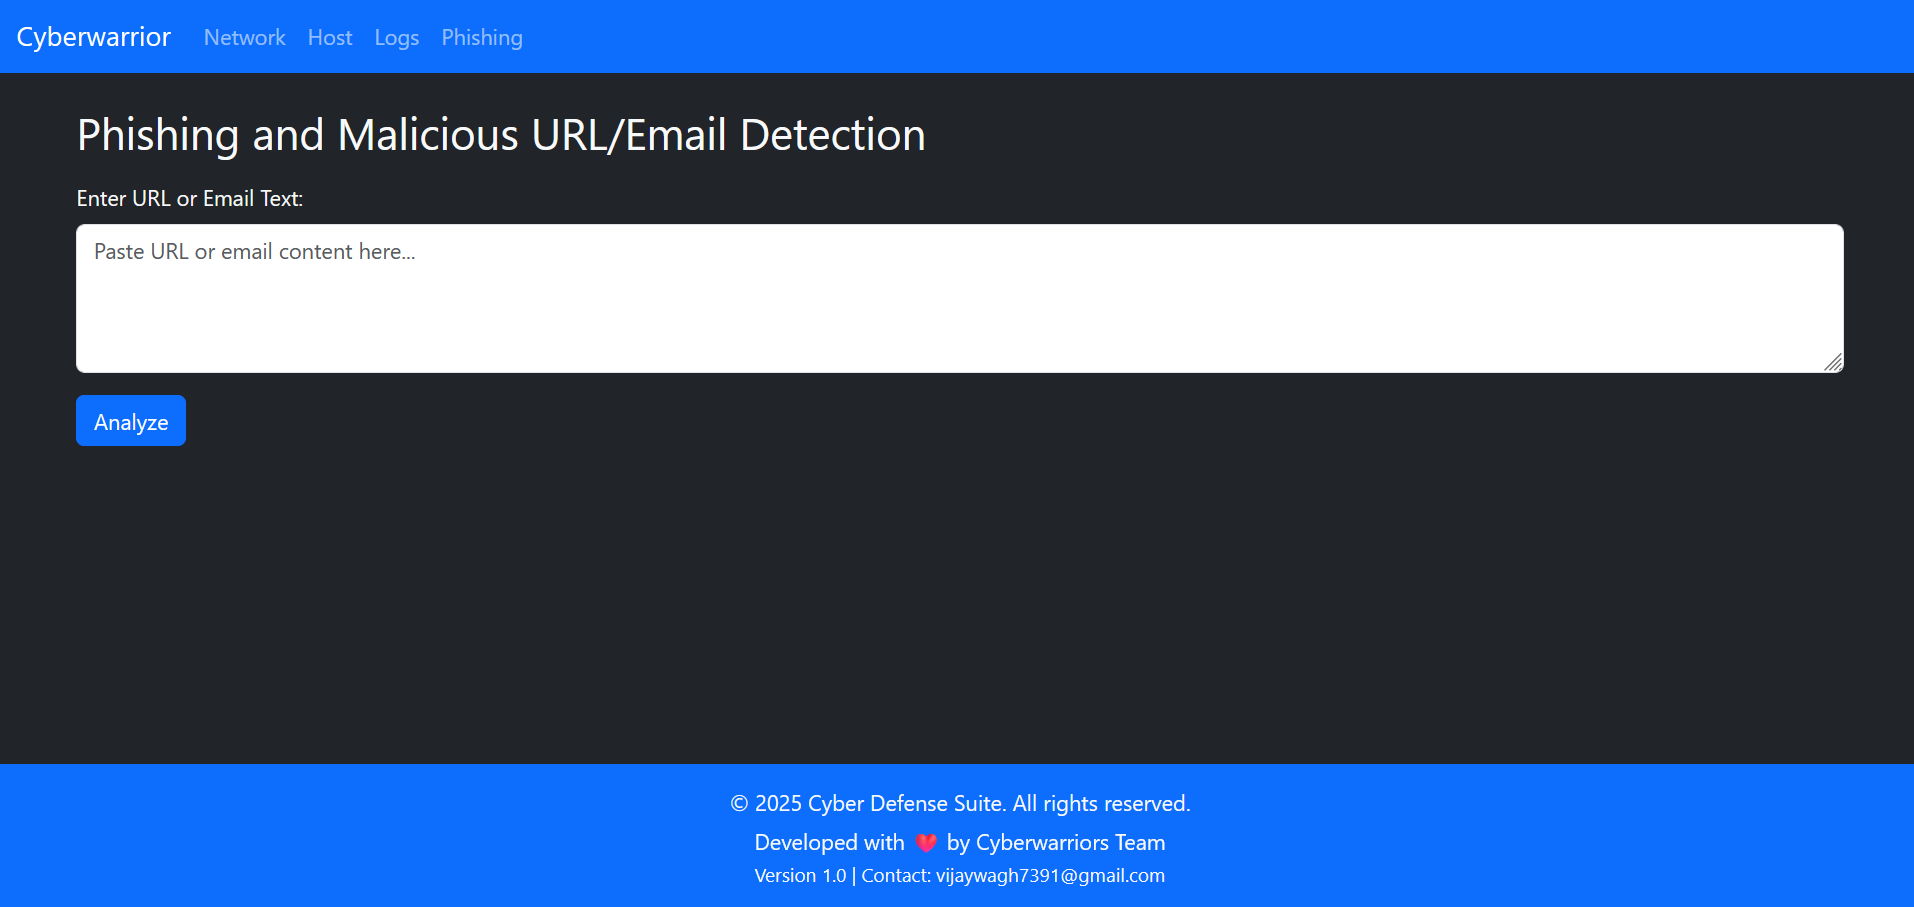 Cyberwarrior Network Host Logs Phishing
Phishing and Malicious URL/Email Detection
Enter URL or Email Text:
Paste URL or email content here...
Analyze
© 2025 Cyber Defense Suite. All rights reserved.
Developed with ❤️ by Cyberwarriors Team
Version 1.0 | Contact: vijaywagh7391@gmail.com